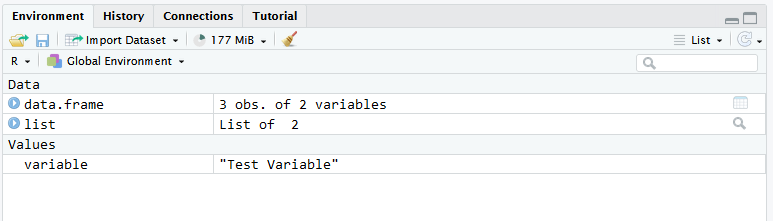 Environment History Connections Tutorial
Import Dataset 177 MiB List
R Global Environment
Data
data.frame 3 obs. of 2 variables
list List of  2
Values
variable "Test Variable"